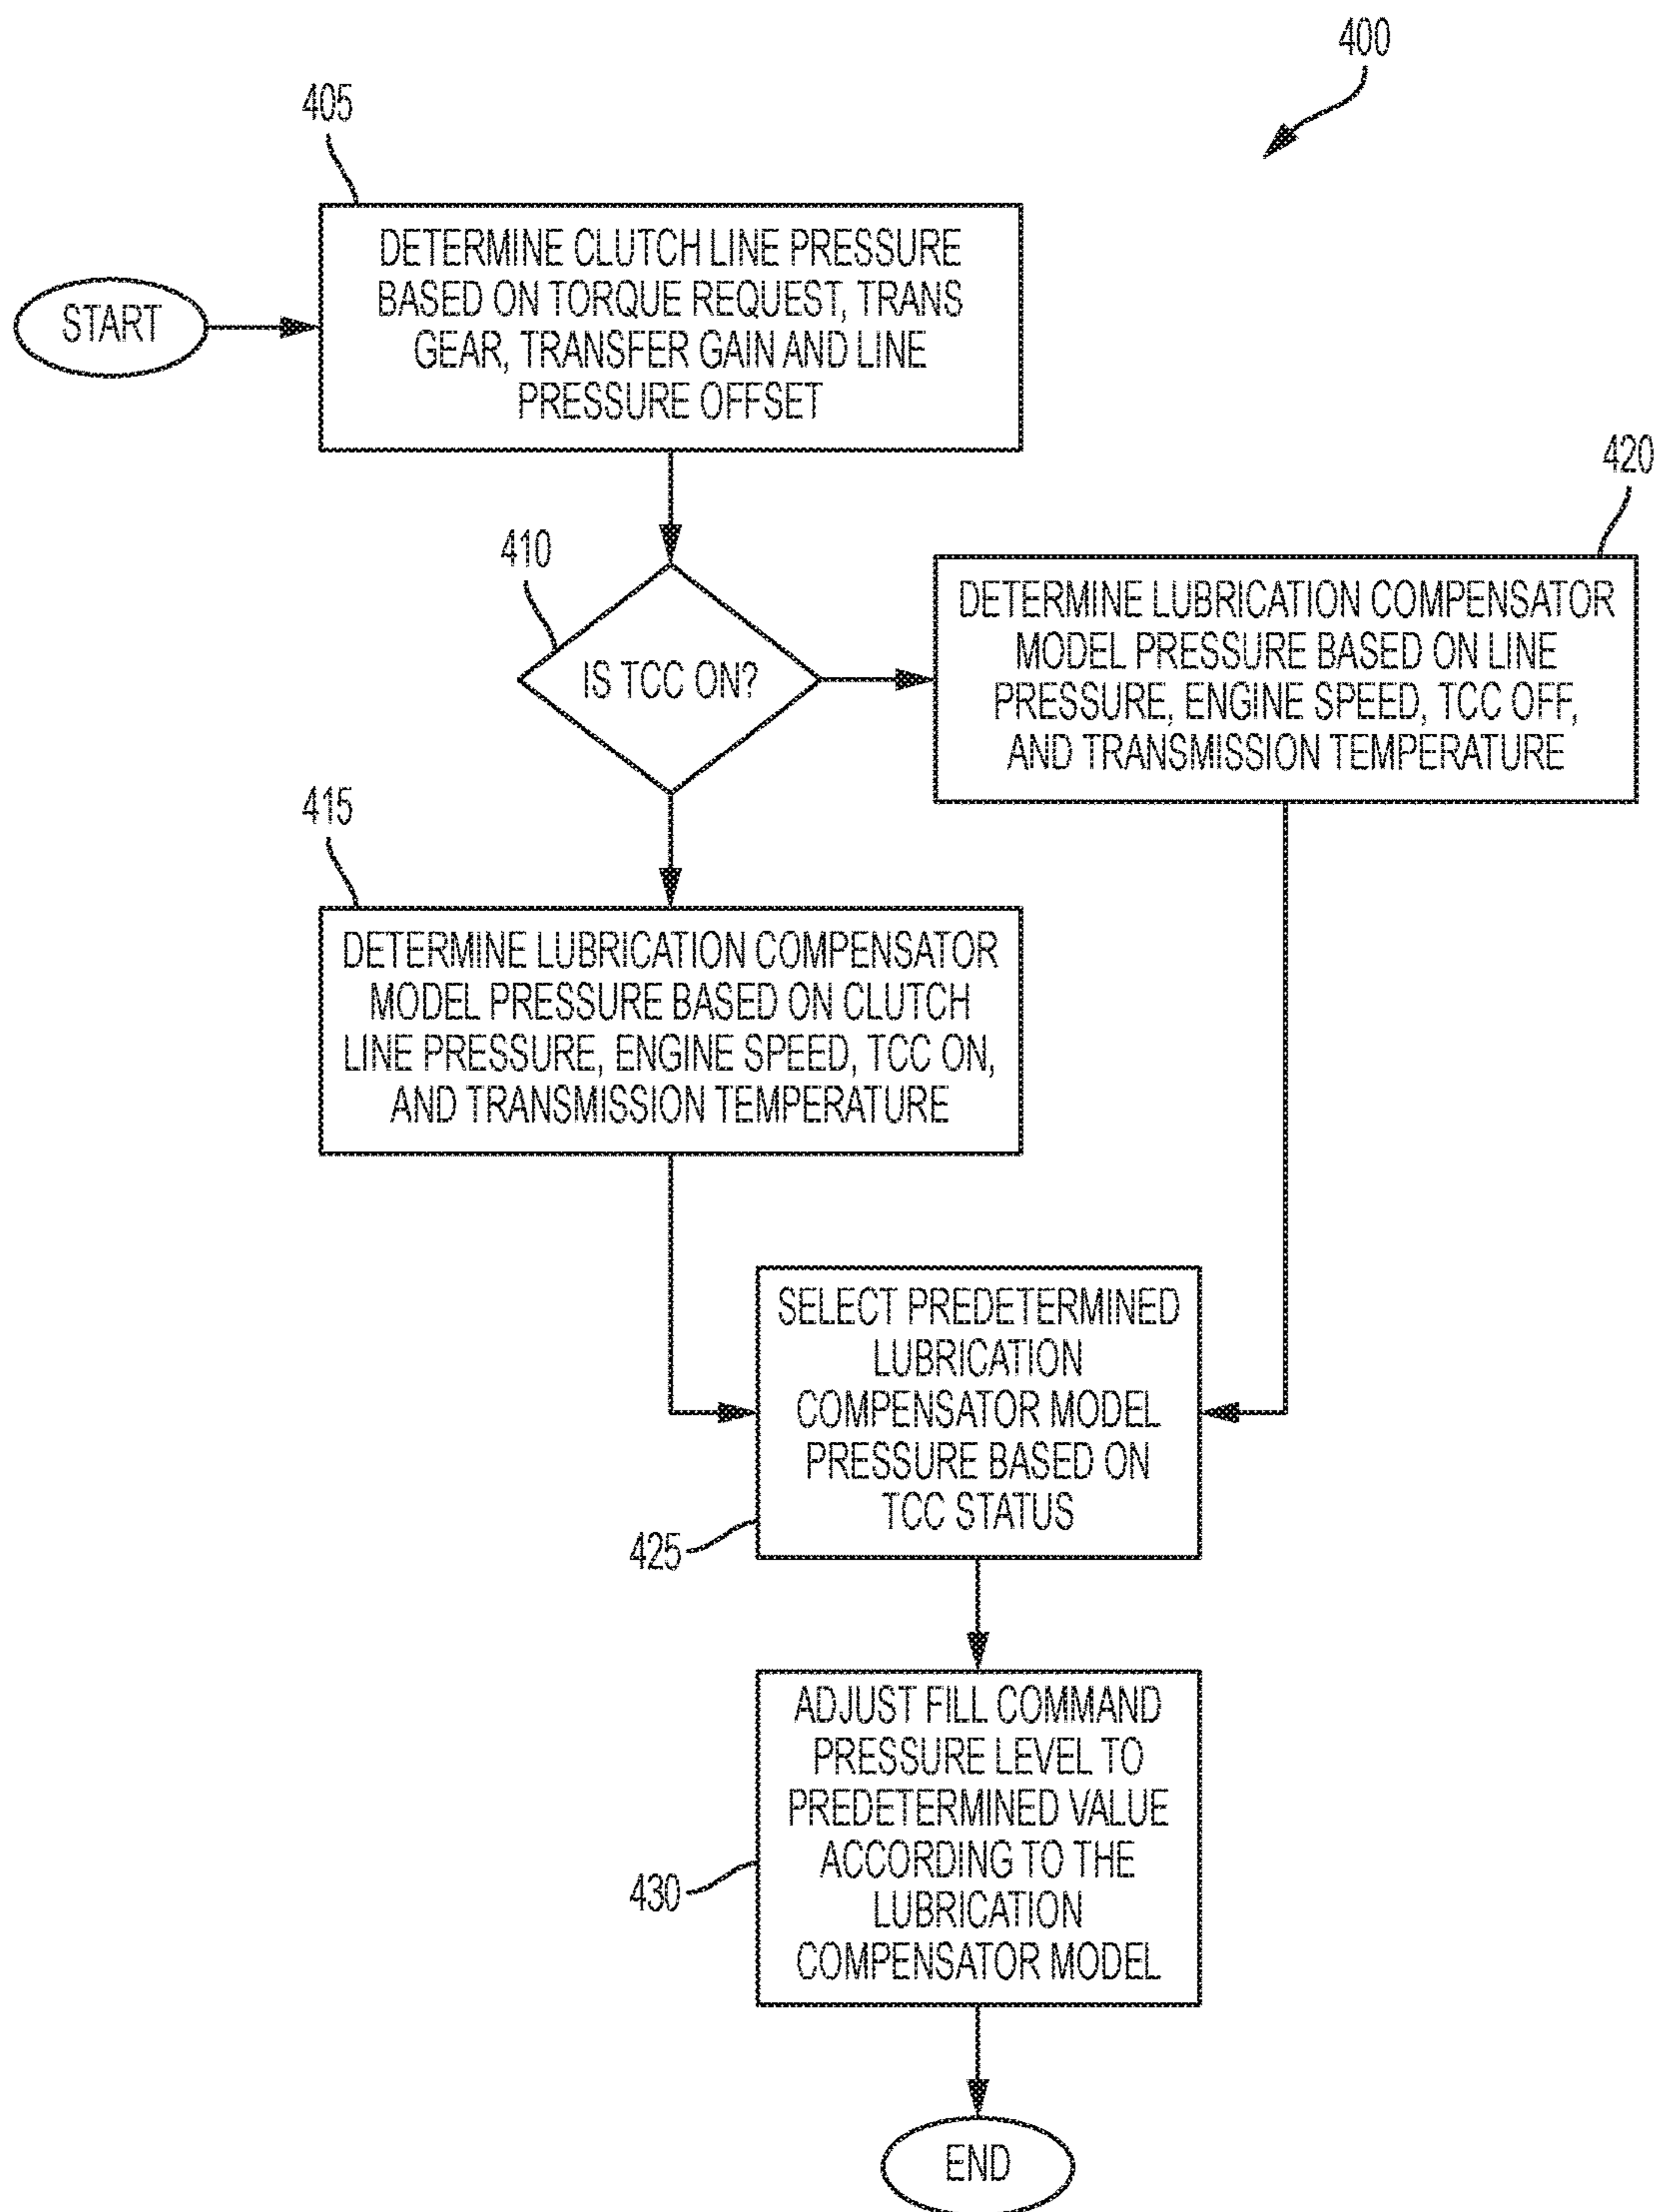 400
405
DETERMINE CLUTCH LINE PRESSURE
BASED ON TORQUE REQUEST, TRANS
GEAR, TRANSFER GAIN AND LINE
PRESSURE OFFSET
START
420
410
IS TCC ON?
DETERMINE LUBRICATION COMPENSATOR
MODEL PRESSURE BASED ON LINE
PRESSURE, ENGINE SPEED, TCC OFF,
AND TRANSMISSION TEMPERATURE
415
DETERMINE LUBRICATION COMPENSATOR
MODEL PRESSURE BASED ON CLUTCH
LINE PRESSURE, ENGINE SPEED, TCC ON,
AND TRANSMISSION TEMPERATURE
SELECT PREDETERMINED
LUBRICATION
COMPENSATOR MODEL
PRESSURE BASED ON
TCC STATUS
425
ADJUST FILL COMMAND
PRESSURE LEVEL TO
PREDETERMINED VALUE
ACCORDING TO THE
LUBRICATION
COMPENSATOR MODEL
430
END